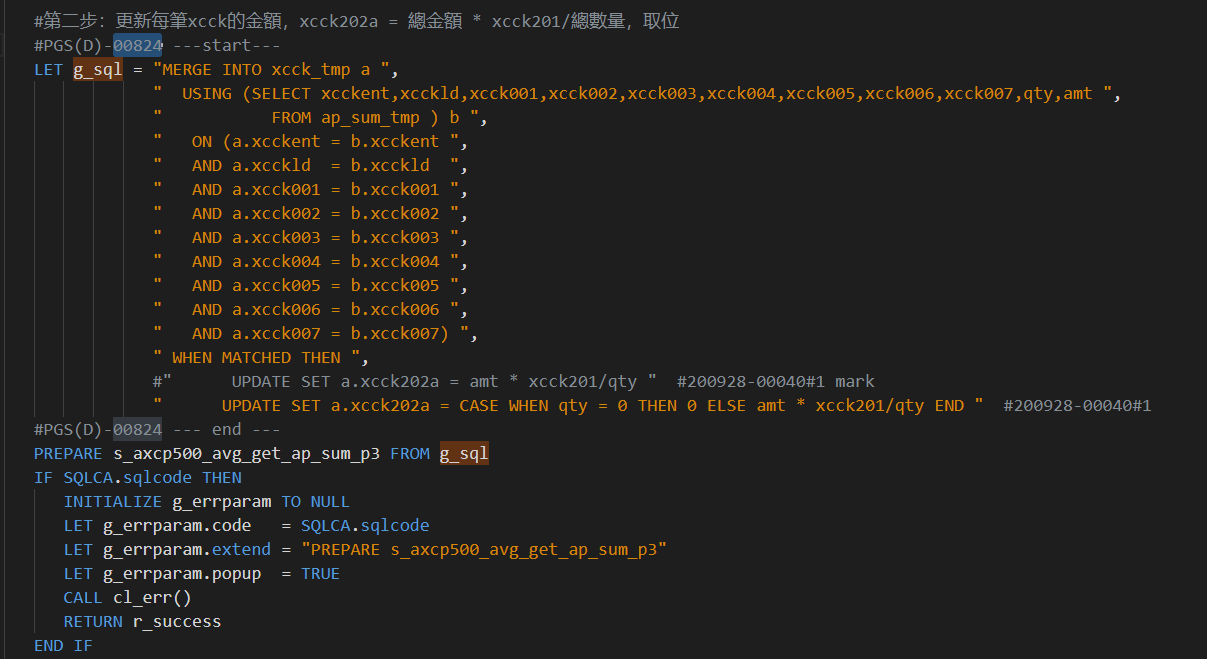 #第二步：更新每筆xcck的金額，xcck202a = 總金額 * xcck201/總數量，取位
#PGS(D)-00824 ---start---
LET g_sql = "MERGE INTO xcck_tmp a ",
"  USING (SELECT xcckent,xcckld,xcck001,xcck002,xcck003,xcck004,xcck005,xcck006,xcck007,qty,amt ",
"           FROM ap_sum_tmp ) b ",
"   ON (a.xcckent = b.xcckent ",
"   AND a.xcckld  = b.xcckld  ",
"   AND a.xcck001 = b.xcck001 ",
"   AND a.xcck002 = b.xcck002 ",
"   AND a.xcck003 = b.xcck003 ",
"   AND a.xcck004 = b.xcck004 ",
"   AND a.xcck005 = b.xcck005 ",
"   AND a.xcck006 = b.xcck006 ",
"   AND a.xcck007 = b.xcck007) ",
" WHEN MATCHED THEN ",
#"      UPDATE SET a.xcck202a = amt * xcck201/qty "  #200928-00040#1 mark
"      UPDATE SET a.xcck202a = CASE WHEN qty = 0 THEN 0 ELSE amt * xcck201/qty END "  #200928-00040#1
#PGS(D)-00824 --- end ---
PREPARE s_axcp500_avg_get_ap_sum_p3 FROM g_sql
IF SQLCA.sqlcode THEN
INITIALIZE g_errparam TO NULL
LET g_errparam.code   = SQLCA.sqlcode
LET g_errparam.extend = "PREPARE s_axcp500_avg_get_ap_sum_p3"
LET g_errparam.popup  = TRUE
CALL cl_err()
RETURN r_success
END IF